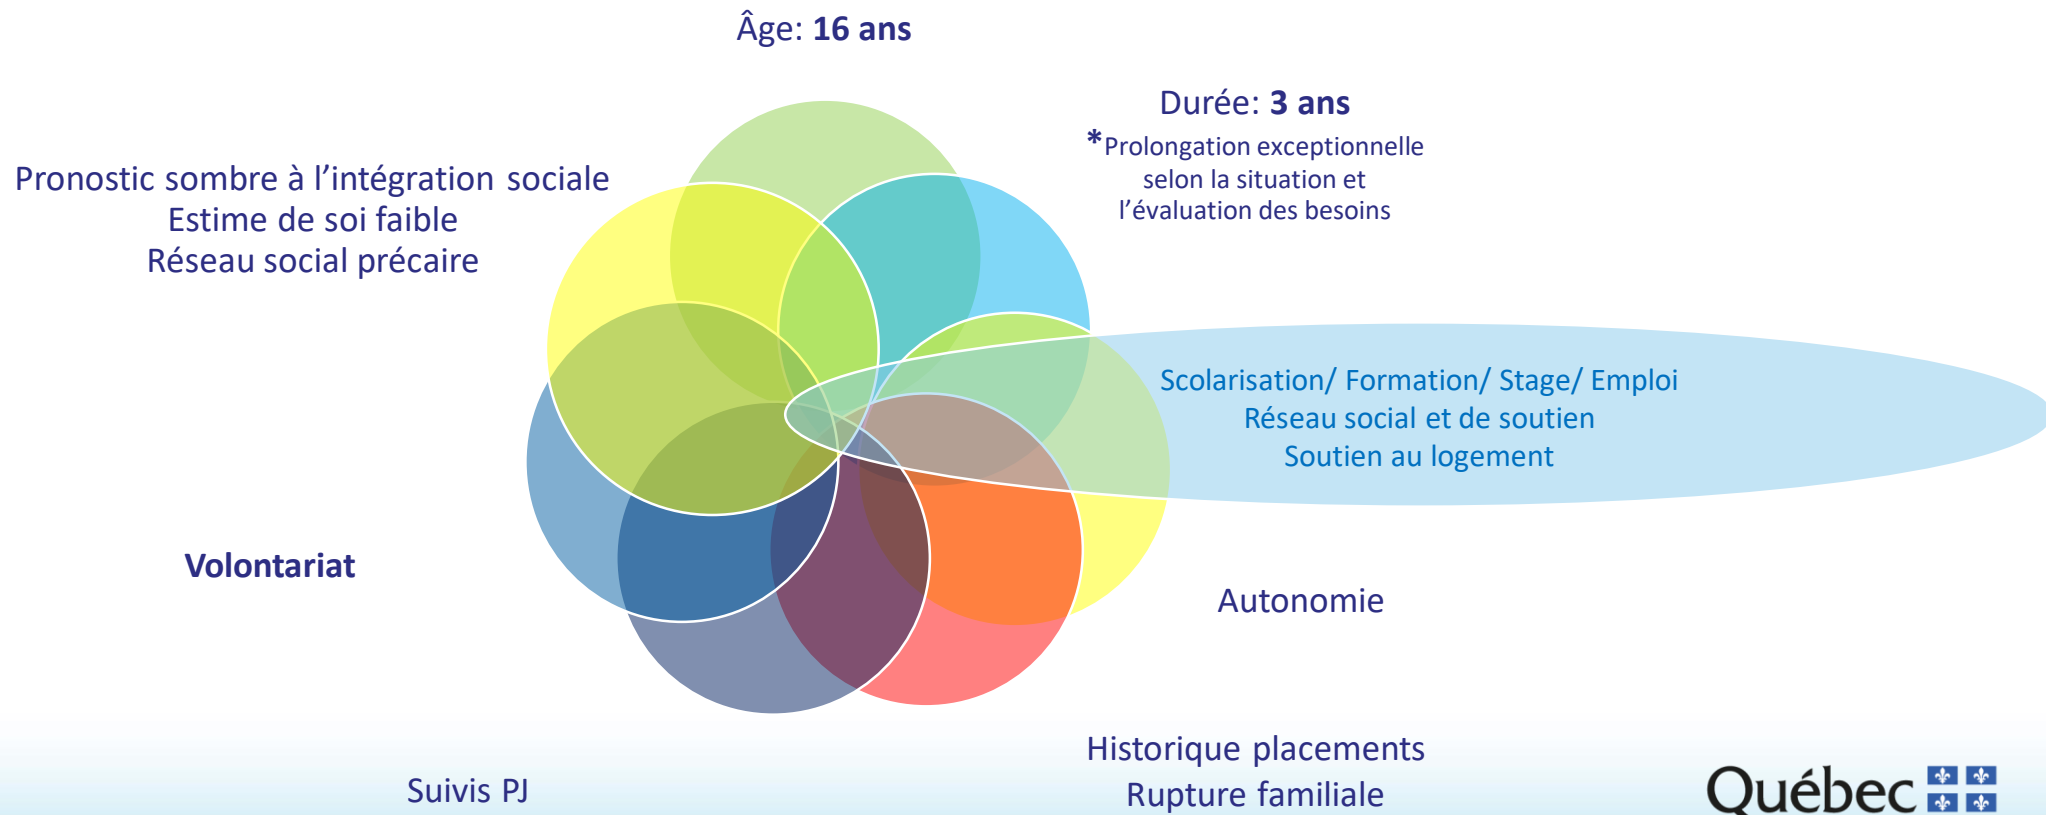 Âge: 16 ans
Durée: 3 ans
*Prolongation exceptionnelle
selon la situation et
l’évaluation des besoins
Pronostic sombre à l’intégration sociale
Estime de soi faible
Réseau social précaire
Scolarisation/ Formation/ Stage/ Emploi
Réseau social et de soutien
Soutien au logement
Volontariat
Autonomie
Historique placements
Rupture familiale
Suivis PJ
Québec